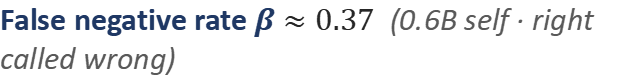 False negative rate β ≈ 0.37 (0.6B self · right
called wrong)